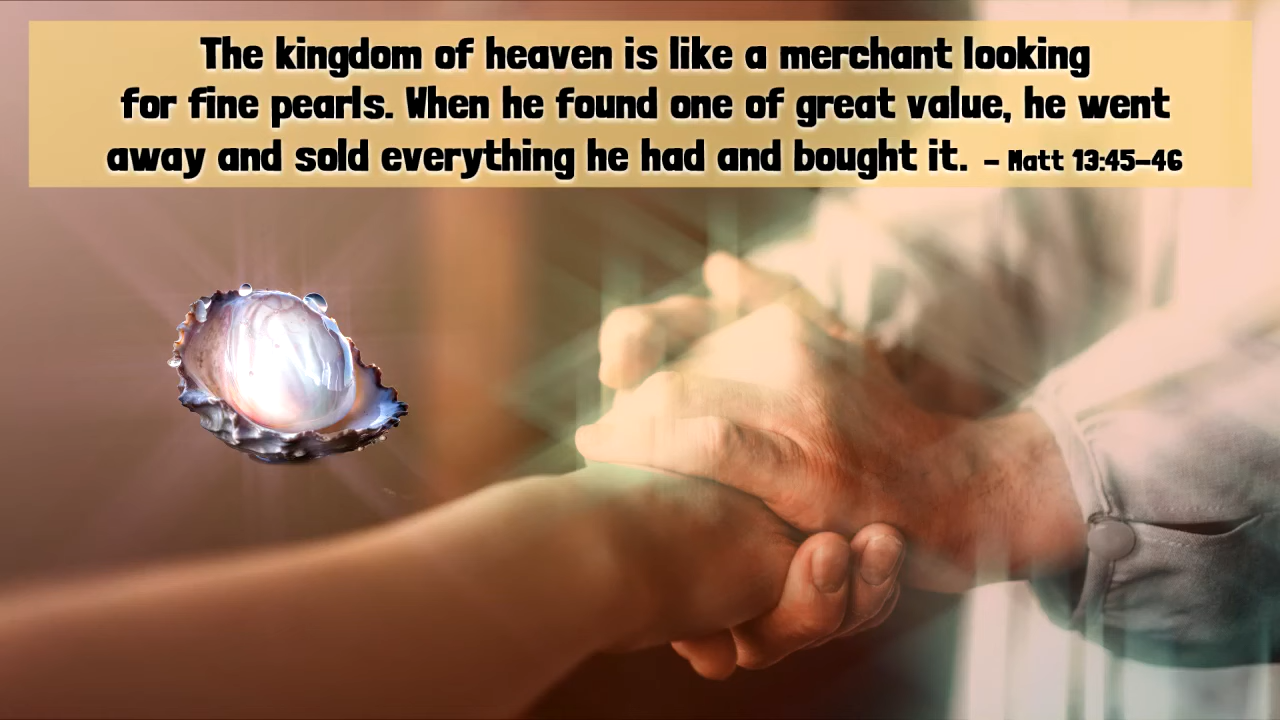 The kingdom of heaven is like a merchant looking
for fine pearls. When he found one of great value, he went
away and sold everything he had and bought it. – Matt 13:45–46